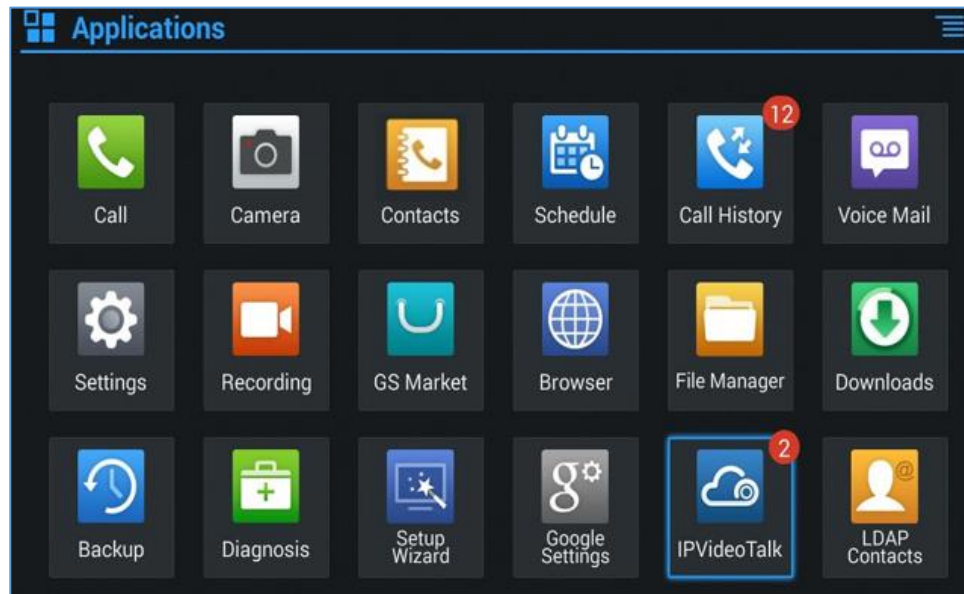 Applications
12
Call
Camera
Contacts
Schedule
Call History
Voice Mail
Settings
Recording
GS Market
Browser
File Manager
Downloads
2
Backup
Diagnosis
Setup
Wizard
g
Google
Settings
IPVideoTalk
@
LDAP
Contacts